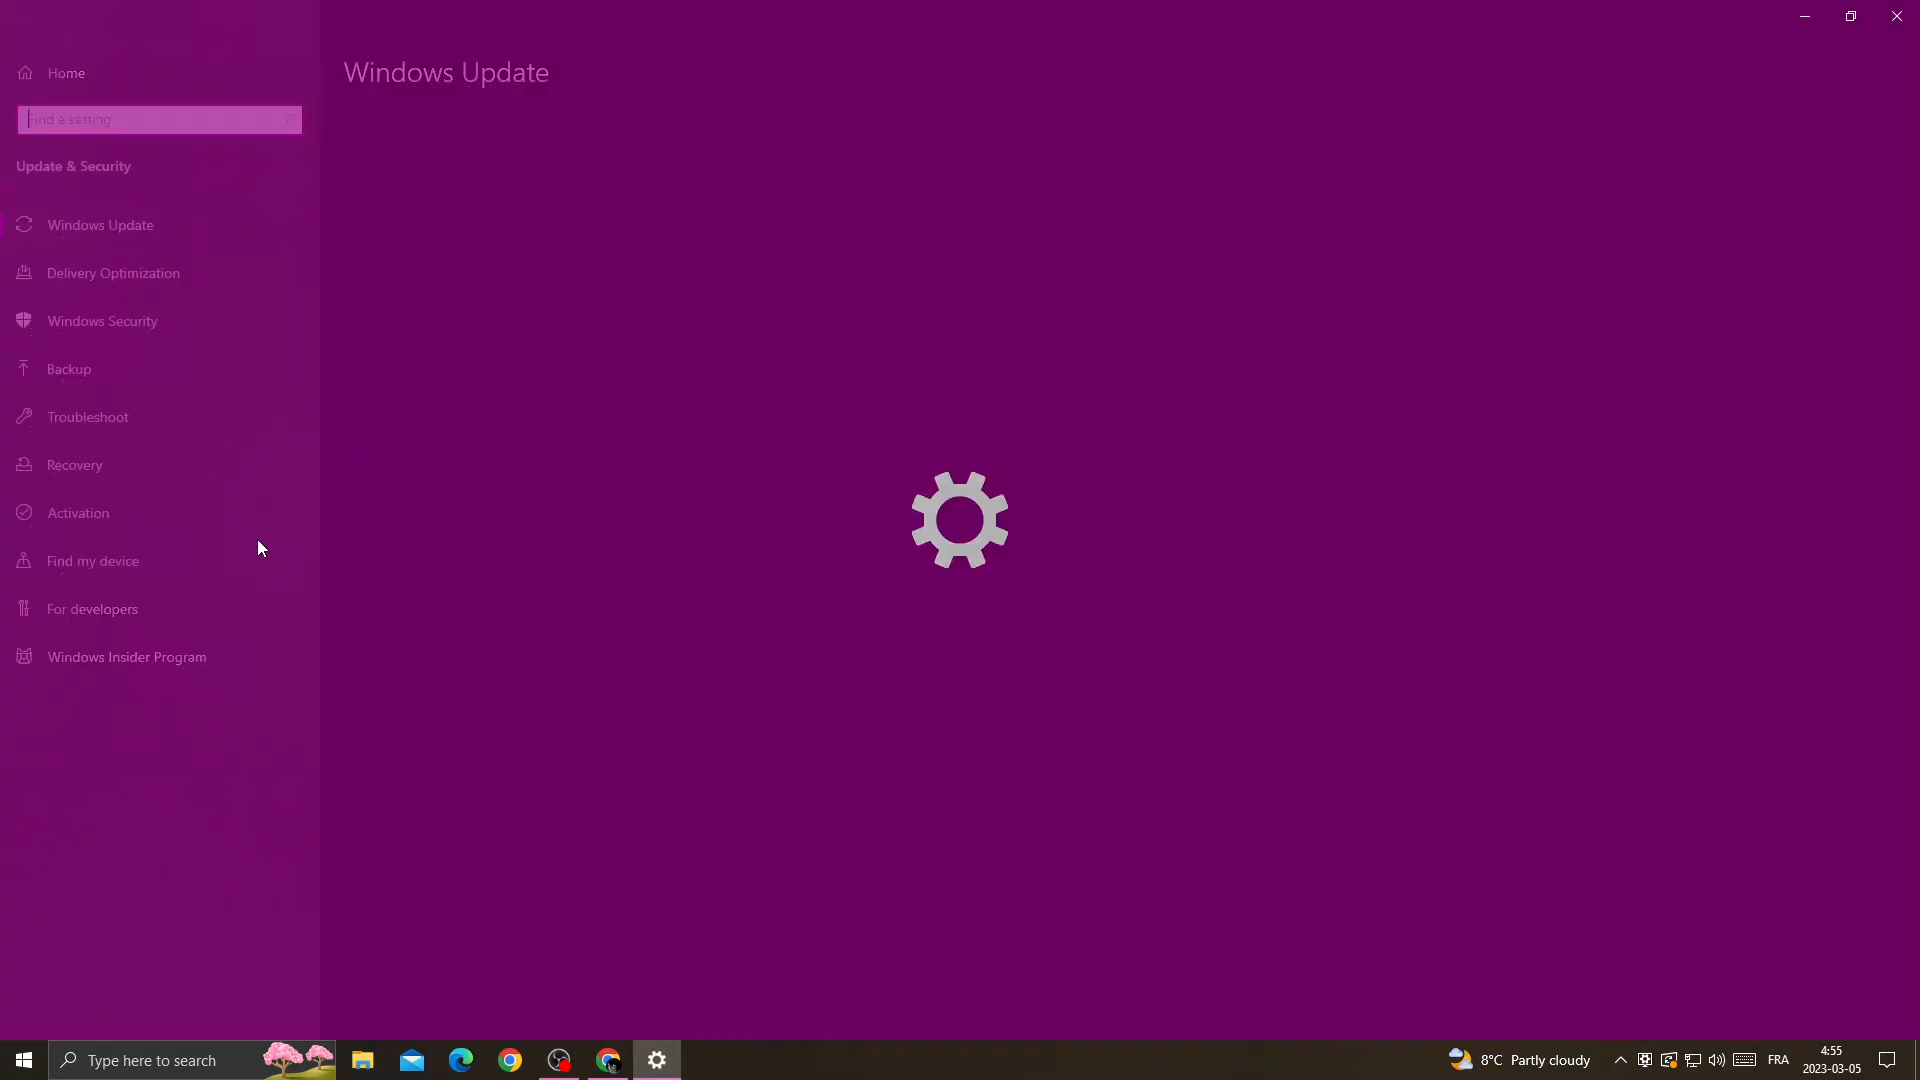 Home
Windows Update
Find a setting
Update & Security
Windows Update
Delivery Optimization
Windows Security
Backup
Troubleshoot
Recovery
Activation
Find my device
For developers
Windows Insider Program
Type here to search
8°C Partly cloudy
FRA
4:55
2023-03-05